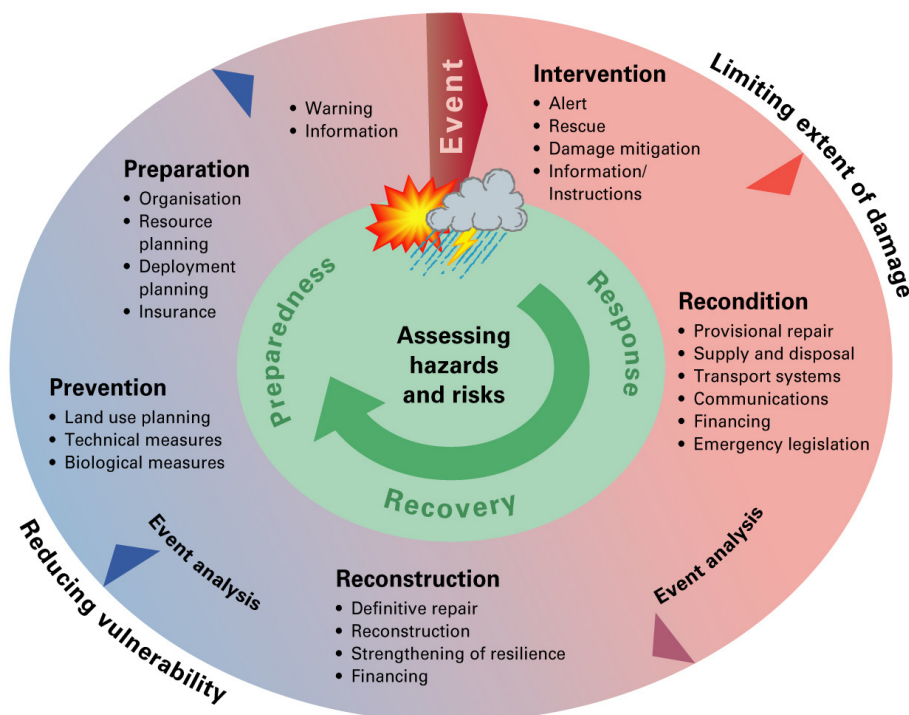 Event
• Warning
• Information
Intervention
• Alert
• Rescue
• Damage mitigation
• Information/
Instructions
Limiting extent of damage
Preparation
• Organisation
• Resource
planning
• Deployment
planning
• Insurance
Preparedness
Response
Recovery
Assessing
hazards
and risks
Recondition
• Provisional repair
• Supply and disposal
• Transport systems
• Communications
• Financing
• Emergency legislation
Prevention
• Land use planning
• Technical measures
• Biological measures
Event analysis
Event analysis
Reducing vulnerability
Reconstruction
• Definitive repair
• Reconstruction
• Strengthening of resilience
• Financing